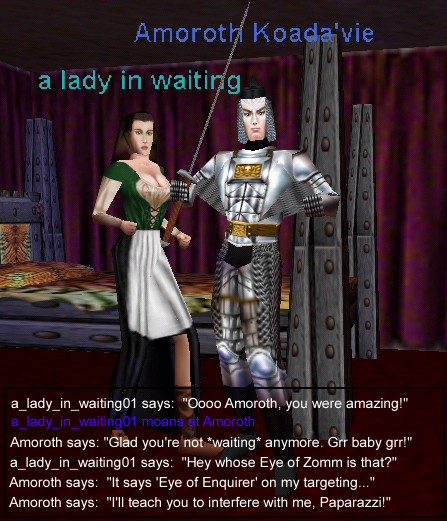 Amoroth Koada'vie
a lady in waiting
a_lady_in_waiting01 says:  "Oooo Amoroth, you were amazing!"
a_lady_in_waiting01 moans at Amoroth.
Amoroth says: "Glad you're not *waiting* anymore. Grr baby grr!"
a_lady_in_waiting01 says:  "Hey whose Eye of Zomm is that?"
Amoroth says:  "It says 'Eye of Enquirer' on my targeting..."
Amoroth says:  "I'll teach you to interfere with me, Paparazzi!"